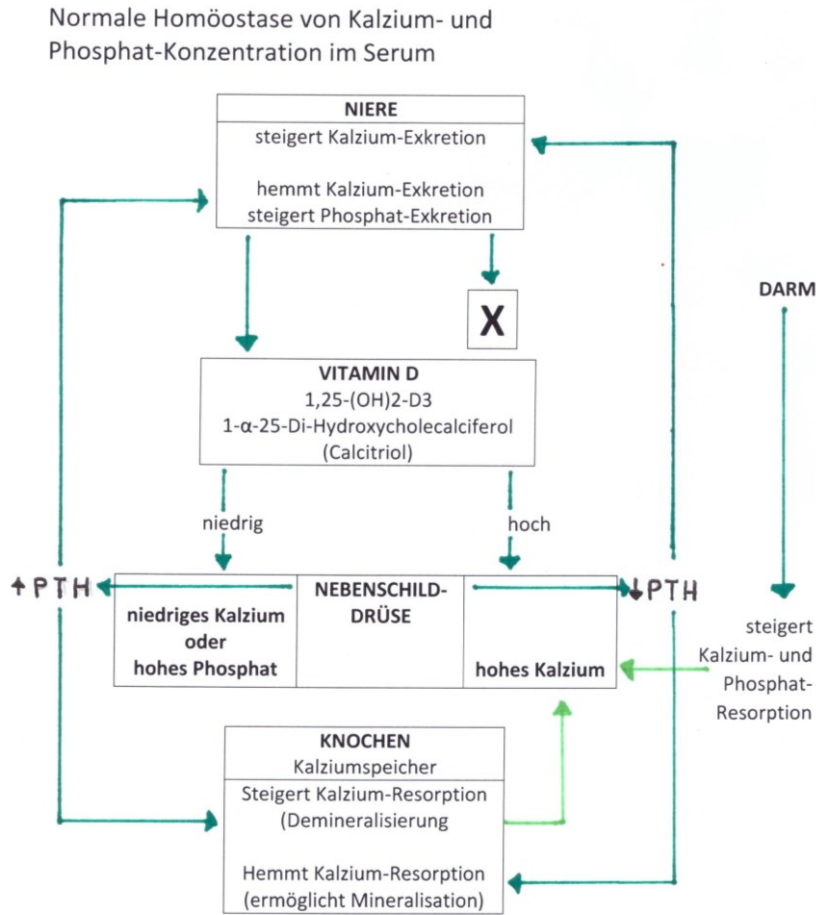 Normale Homöostase von Kalzium- und
Phosphat-Konzentration im Serum
NIERE
steigert Kalzium-Exkretion
hemmt Kalzium-Exkretion
steigert Phosphat-Exkretion
X
DARM
VITAMIN D
1,25-(OH)2-D3
1-α-25-Di-Hydroxycholecalciferol
(Calcitriol)
niedrig
hoch
PTH
niedriges Kalzium
oder
hohes Phosphat
NEBENSCHILD-
DRÜSE
hohes Kalzium
PTH
steigert
Kalzium- und
Phosphat-
Resorption
KNOCHEN
Kalziumspeicher
Steigert Kalzium-Resorption
(Demineralisierung
Hemmt Kalzium-Resorption
(ermöglicht Mineralisation)